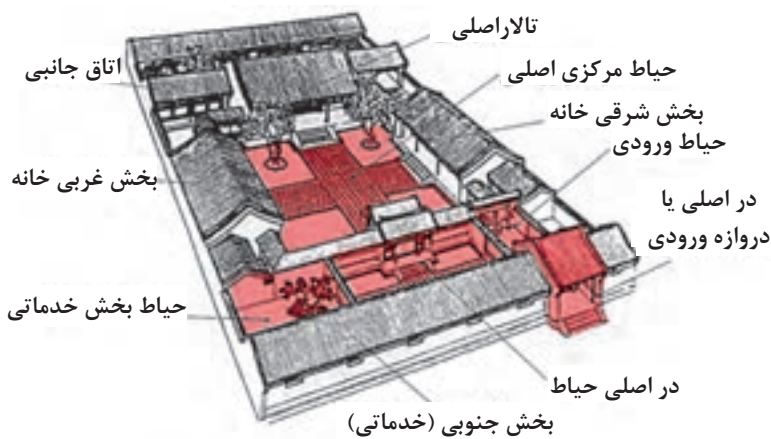 تالاراصلی
اتاق جانبی
حیاط مرکزی اصلی
بخش شرقی خانه
حیاط ورودی
بخش غربی خانه
در اصلی یا
دروازه ورودی
حیاط بخش خدماتی
در اصلی حیاط
بخش جنوبی (خدماتی)